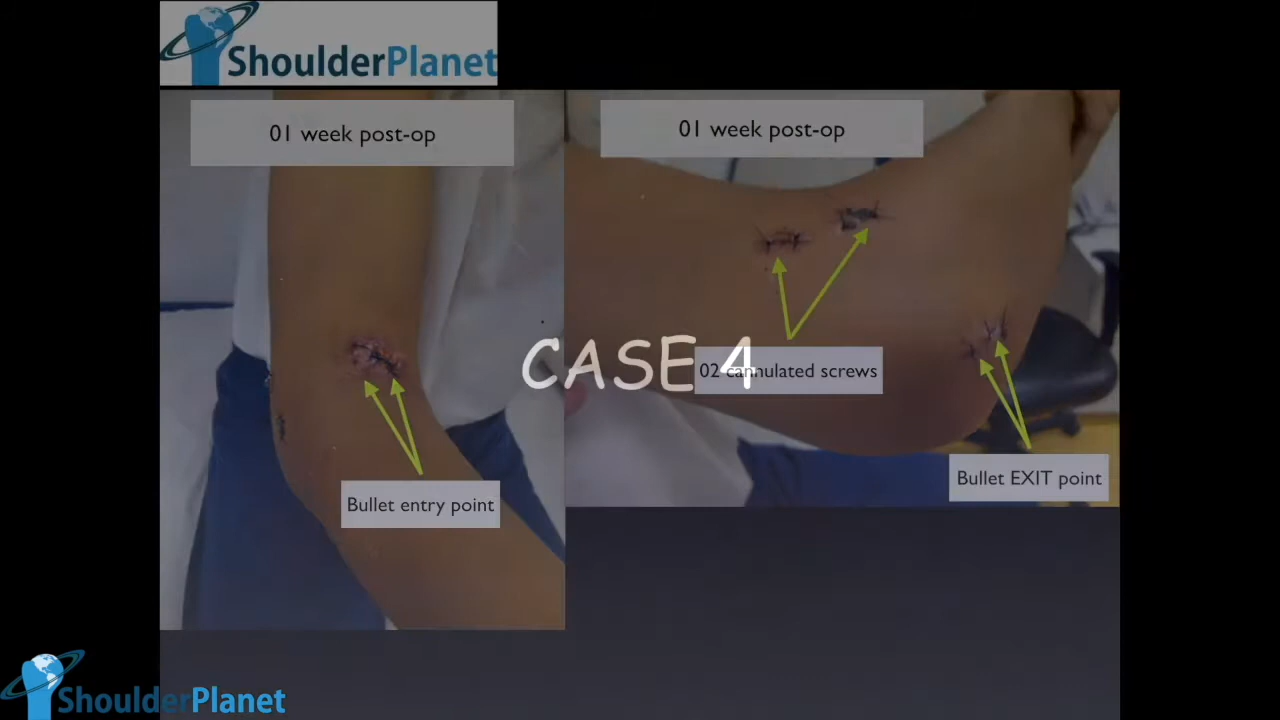 ShoulderPlanet
01 week post-op
01 week post-op
CASE 4
02 cannulated screws
Bullet entry point
Bullet EXIT point
ShoulderPlanet